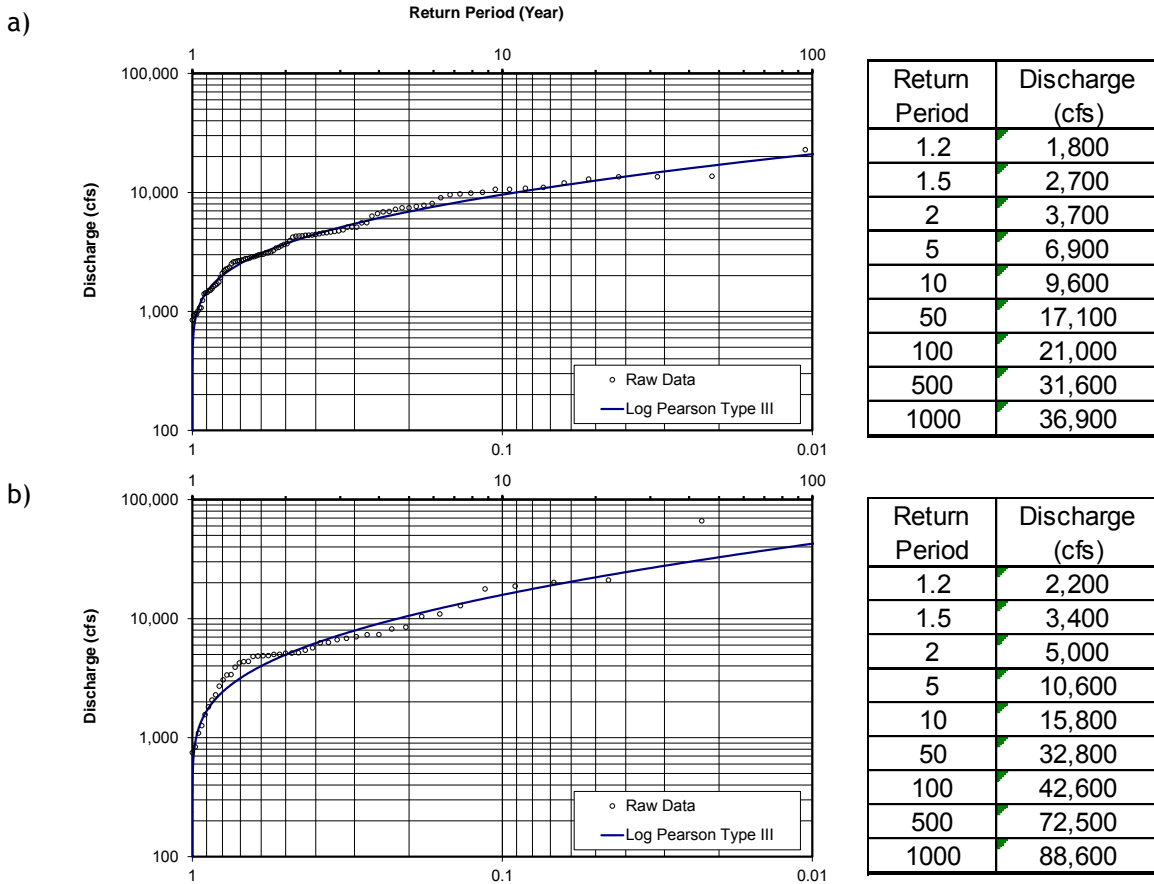 Return Period (Year)
a)
1 10 100
100,000
10,000
1,000
100
Discharge (cfs)
Raw Data
Log Pearson Type III
1 0.1 0.01
Return Period Discharge (cfs)
1.2 1,800
1.5 2,700
2 3,700
5 6,900
10 9,600
50 17,100
100 21,000
500 31,600
1000 36,900
b)
1 10 100
100,000
10,000
1,000
100
Discharge (cfs)
Raw Data
Log Pearson Type III
1 0.1 0.01
Return Period Discharge (cfs)
1.2 2,200
1.5 3,400
2 5,000
5 10,600
10 15,800
50 32,800
100 42,600
500 72,500
1000 88,600